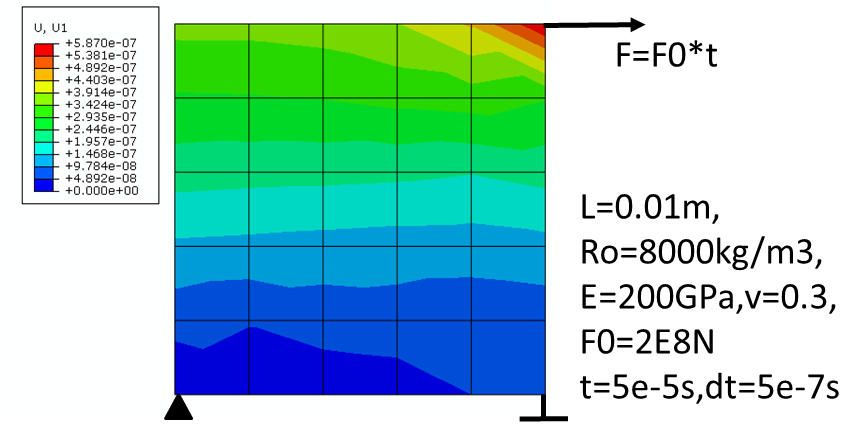 U, U1
+5.870e-07
+5.381e-07
+4.892e-07
+4.403e-07
+3.914e-07
+3.424e-07
+2.935e-07
+2.446e-07
+1.957e-07
+1.468e-07
+9.784e-08
+4.892e-08
+0.000e+00
F=F0*t
L=0.01m,
Ro=8000kg/m3,
E=200GPa,v=0.3,
F0=2E8N
t=5e-5s,dt=5e-7s